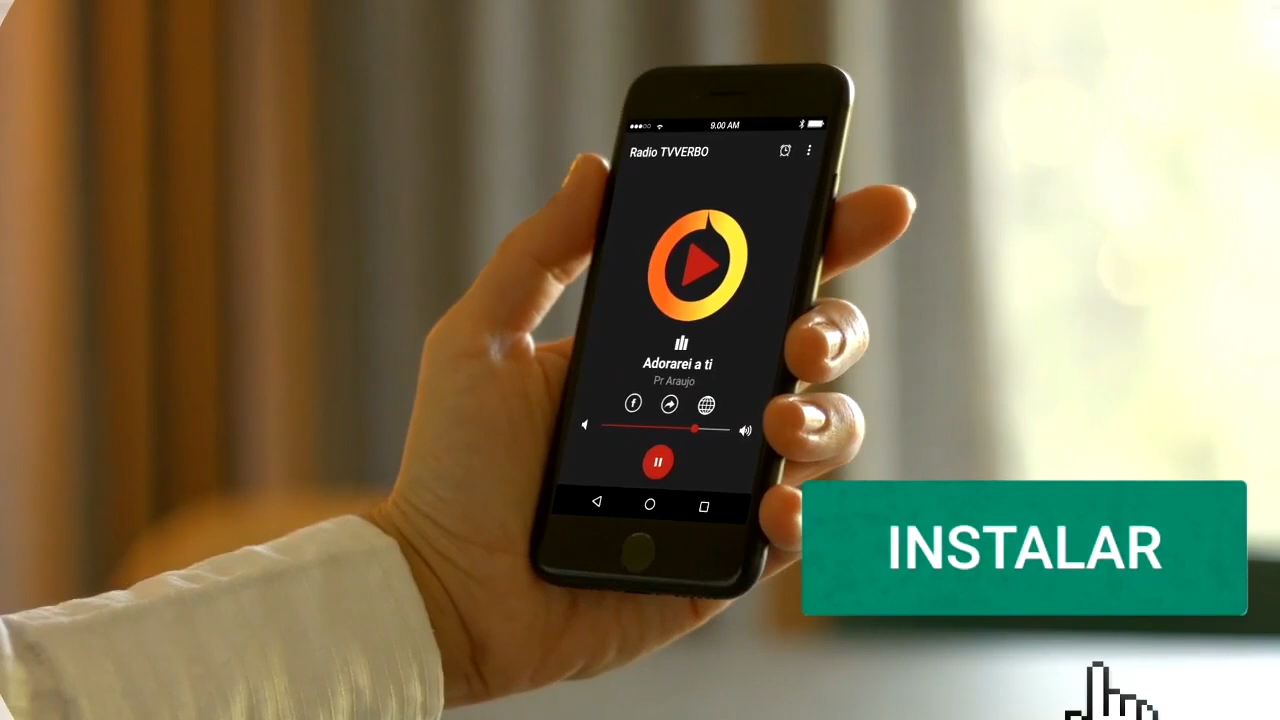 9.00 AM
Radio TVVERBO
Adorarei a ti
Pr Araujo
INSTALAR